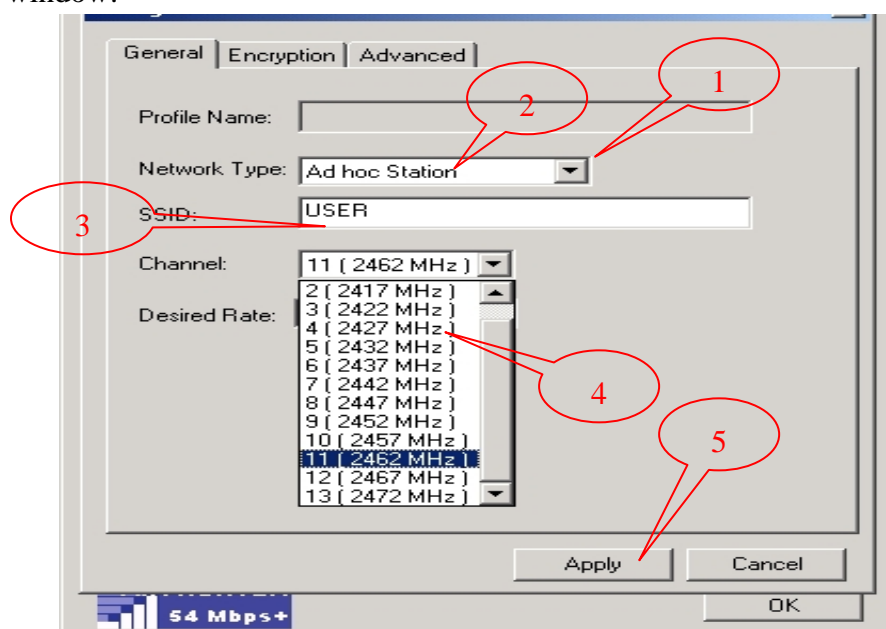 General Encryption Advanced
1
2
Profile Name:
Network Type: Ad hoc Station
3
SSID: USER
Channel: 11 ( 2462 MHz )
2 ( 2417 MHz )
Desired Rate: 3 ( 2422 MHz )
4 ( 2427 MHz )
5 ( 2432 MHz )
6 ( 2437 MHz )
7 ( 2442 MHz )
4
8 ( 2447 MHz )
9 ( 2452 MHz )
10 ( 2457 MHz )
5
11 ( 2462 MHz )
12 ( 2467 MHz )
13 ( 2472 MHz )
Apply Cancel
54 Mbps+
OK